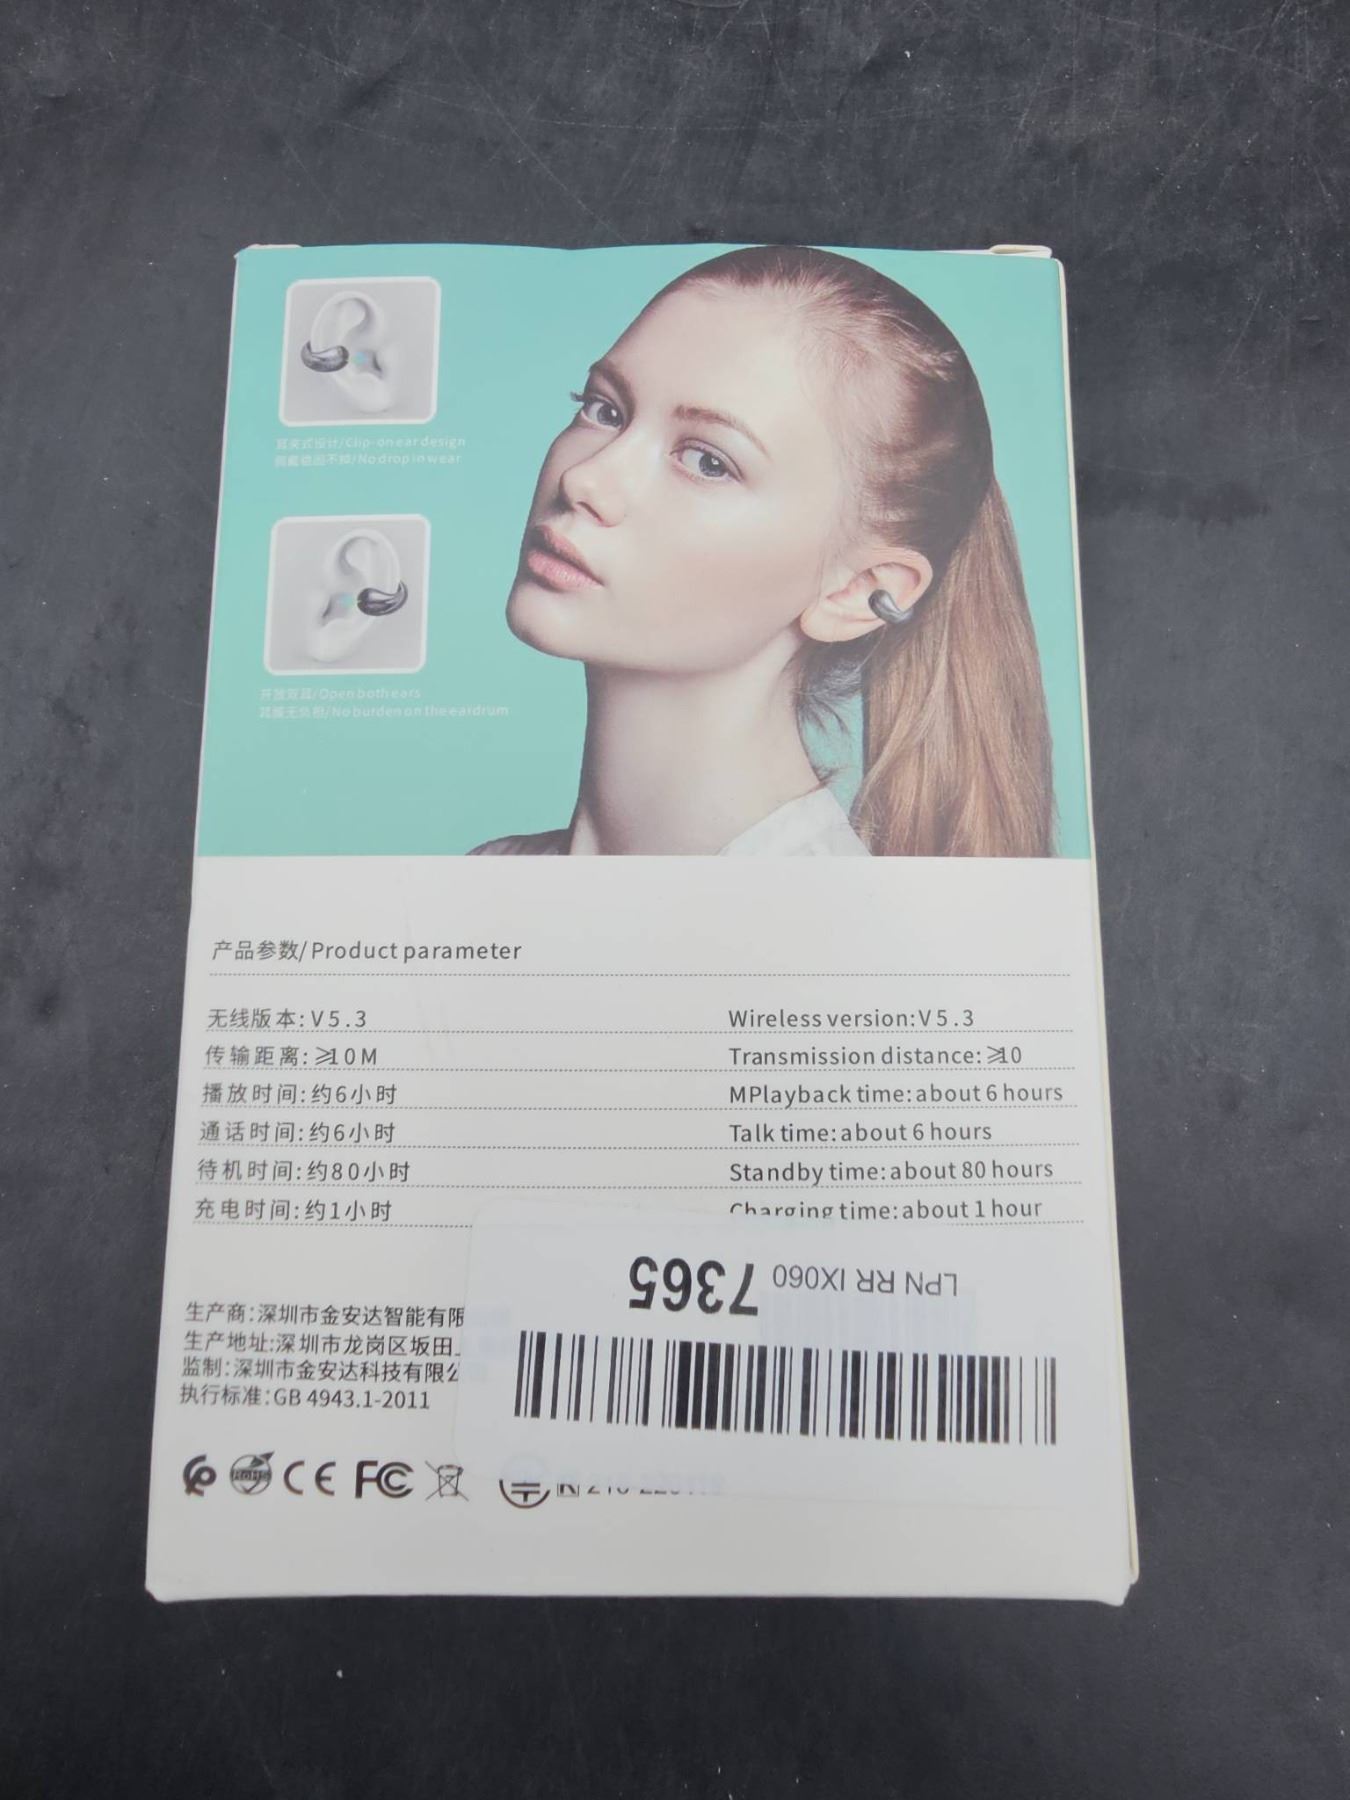 耳夹式设计/Clip-on ear design
佩戴稳固不掉/No drop in wear
开放双耳/Open both ears
耳膜无负担/No burden on the eardrum
产品参数/Product parameter
无线版本:V5.3
Wireless version:V5.3
传输距离:≥10M
Transmission distance:≥10
播放时间:约6小时
MPlayback time:about 6 hours
通话时间:约6小时
Talk time:about 6 hours
待机时间:约80小时
Standby time:about 80 hours
充电时间:约1小时
Charging time:about 1 hour
LPN RR IX060 7365
生产商:深圳市金安达智能有限
生产地址:深圳市龙岗区坂田
监制:深圳市金安达科技有限公
执行标准:GB 4943.1-2011
RoHS CE FC